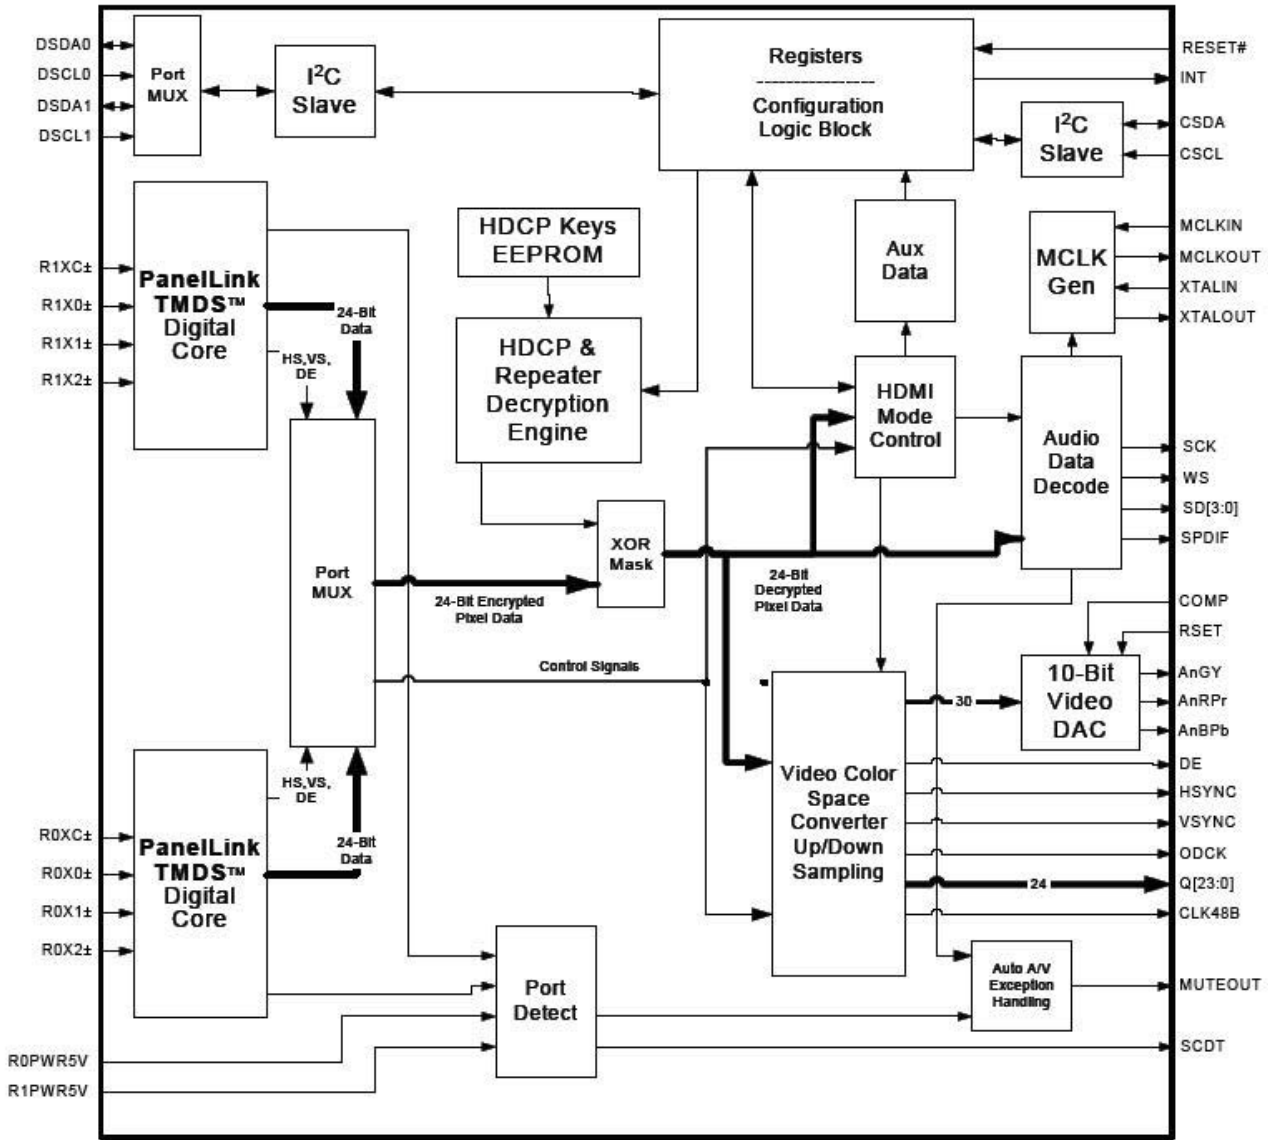 DSDA0
DSCL0
DSDA1
DSCL1
Port
MUX
I²C
Slave
Registers
Configuration
Logic Block
RESET#
INT
I²C
Slave
CSDA
CSCL
R1XC±
R1X0±
R1X1±
R1X2±
PanelLink
TMDS™
Digital
Core
24-Bit
Data
HS,VS,
DE
HDCP Keys
EEPROM
HDCP &
Repeater
Decryption
Engine
Aux
Data
MCLK
Gen
MCLKIN
MCLKOUT
XTALIN
XTALOUT
HDMI
Mode
Control
Audio
Data
Decode
SCK
WS
SD[3:0]
SPDIF
Port
MUX
24-Bit Encrypted
Pixel Data
XOR
Mask
24-Bit
Decrypted
Pixel Data
Control Signals
COMP
RSET
10-Bit
Video
DAC
AnGY
AnRPr
AnBPb
30
Video Color
Space
Converter
Up/Down
Sampling
DE
HSYNC
VSYNC
ODCK
24
Q[23:0]
CLK48B
HS,VS,
DE
24-Bit
Data
R0XC±
R0X0±
R0X1±
R0X2±
PanelLink
TMDS™
Digital
Core
Port
Detect
Auto A/V
Exception
Handling
MUTEOUT
SCDT
R0PWR5V
R1PWR5V